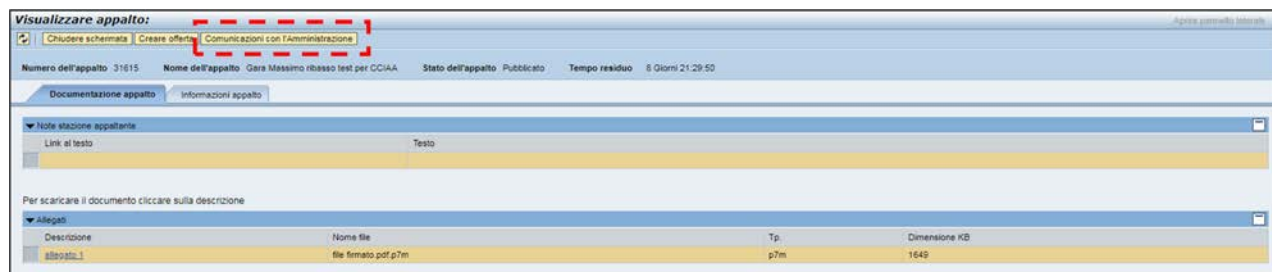 Visualizzare appalto:
Aprire pannello laterale
Chiudere schermata Creare offerta Comunicazioni con l'Amministrazione
Numero dell'appalto 31615 Nome dell'appalto Gara Massimo ribasso test per CCIAA Stato dell'appalto Pubblicato Tempo residuo 6 Giorni 21:29:50
Documentazione appalto Informazioni appalto
Note stazione appaltante
Link al testo Testo
Per scaricare il documento cliccare sulla descrizione
Allegati
Descrizione Nome file Tp. Dimensione KB
allegato 1 file firmato.pdf.p7m p7m 1649